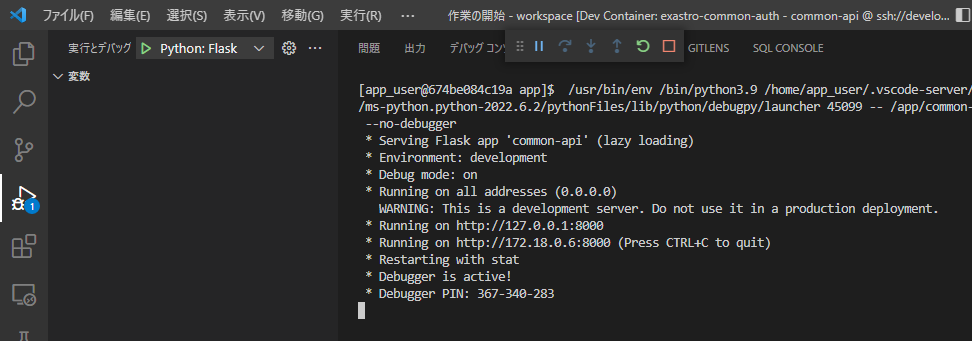 ファイル(F) 編集(E) 選択(S) 表示(V) 移動(G) 実行(R) ··· 作業の開始 - workspace [Dev Container: exastro-common-auth - common-api @ ssh://develo...
実行とデバッグ Python: Flask ···
変数
1
問題 出力 デバッグ コン GITLENS SQL CONSOLE
[app_user@674be084c19a app]$  /usr/bin/env /bin/python3.9 /home/app_user/.vscode-server/
/ms-python.python-2022.6.2/pythonFiles/lib/python/debugpy/launcher 45099 -- /app/common-
--no-debugger
* Serving Flask app 'common-api' (lazy loading)
* Environment: development
* Debug mode: on
* Running on all addresses (0.0.0.0)
WARNING: This is a development server. Do not use it in a production deployment.
* Running on http://127.0.0.1:8000
* Running on http://172.18.0.6:8000 (Press CTRL+C to quit)
* Restarting with stat
* Debugger is active!
* Debugger PIN: 367-340-283